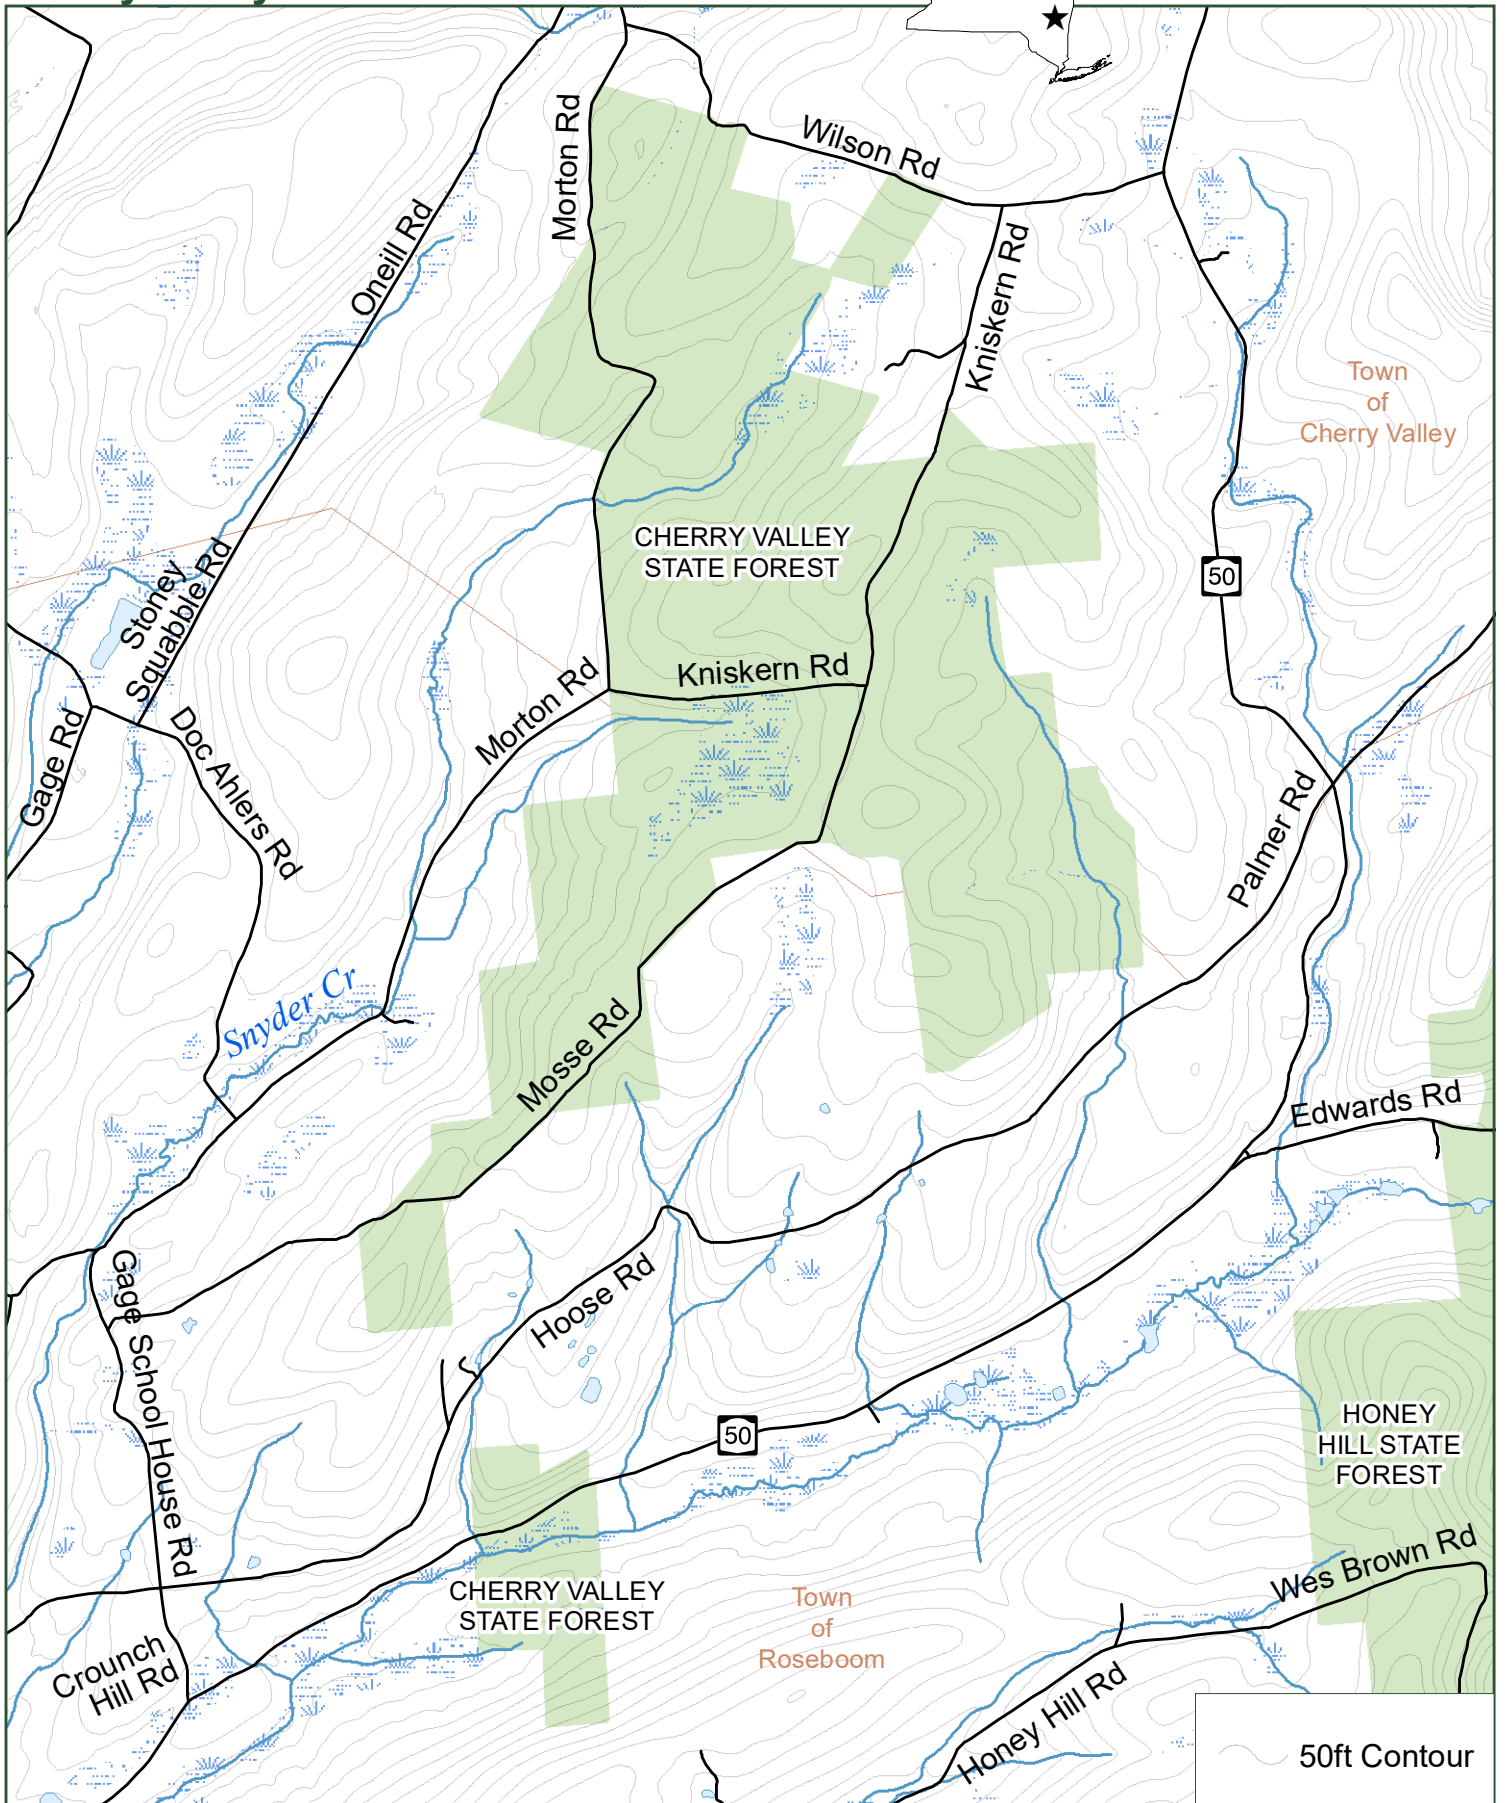 Wilson Rd
Morton Rd
Oneill Rd
Kniskern Rd
Town
of
Cherry Valley
CHERRY VALLEY
STATE FOREST
50
Stoney
Squabble Rd
Kniskern Rd
Morton Rd
Gage Rd
Doc Ahlers Rd
Palmer Rd
Snyder Cr
Mosse Rd
Edwards Rd
Gage School House Rd
Hoose Rd
50
HONEY
HILL STATE
FOREST
CHERRY VALLEY
STATE FOREST
Town
of
Roseboom
Wes Brown Rd
Crounch
Hill Rd
Honey Hill Rd
50ft Contour